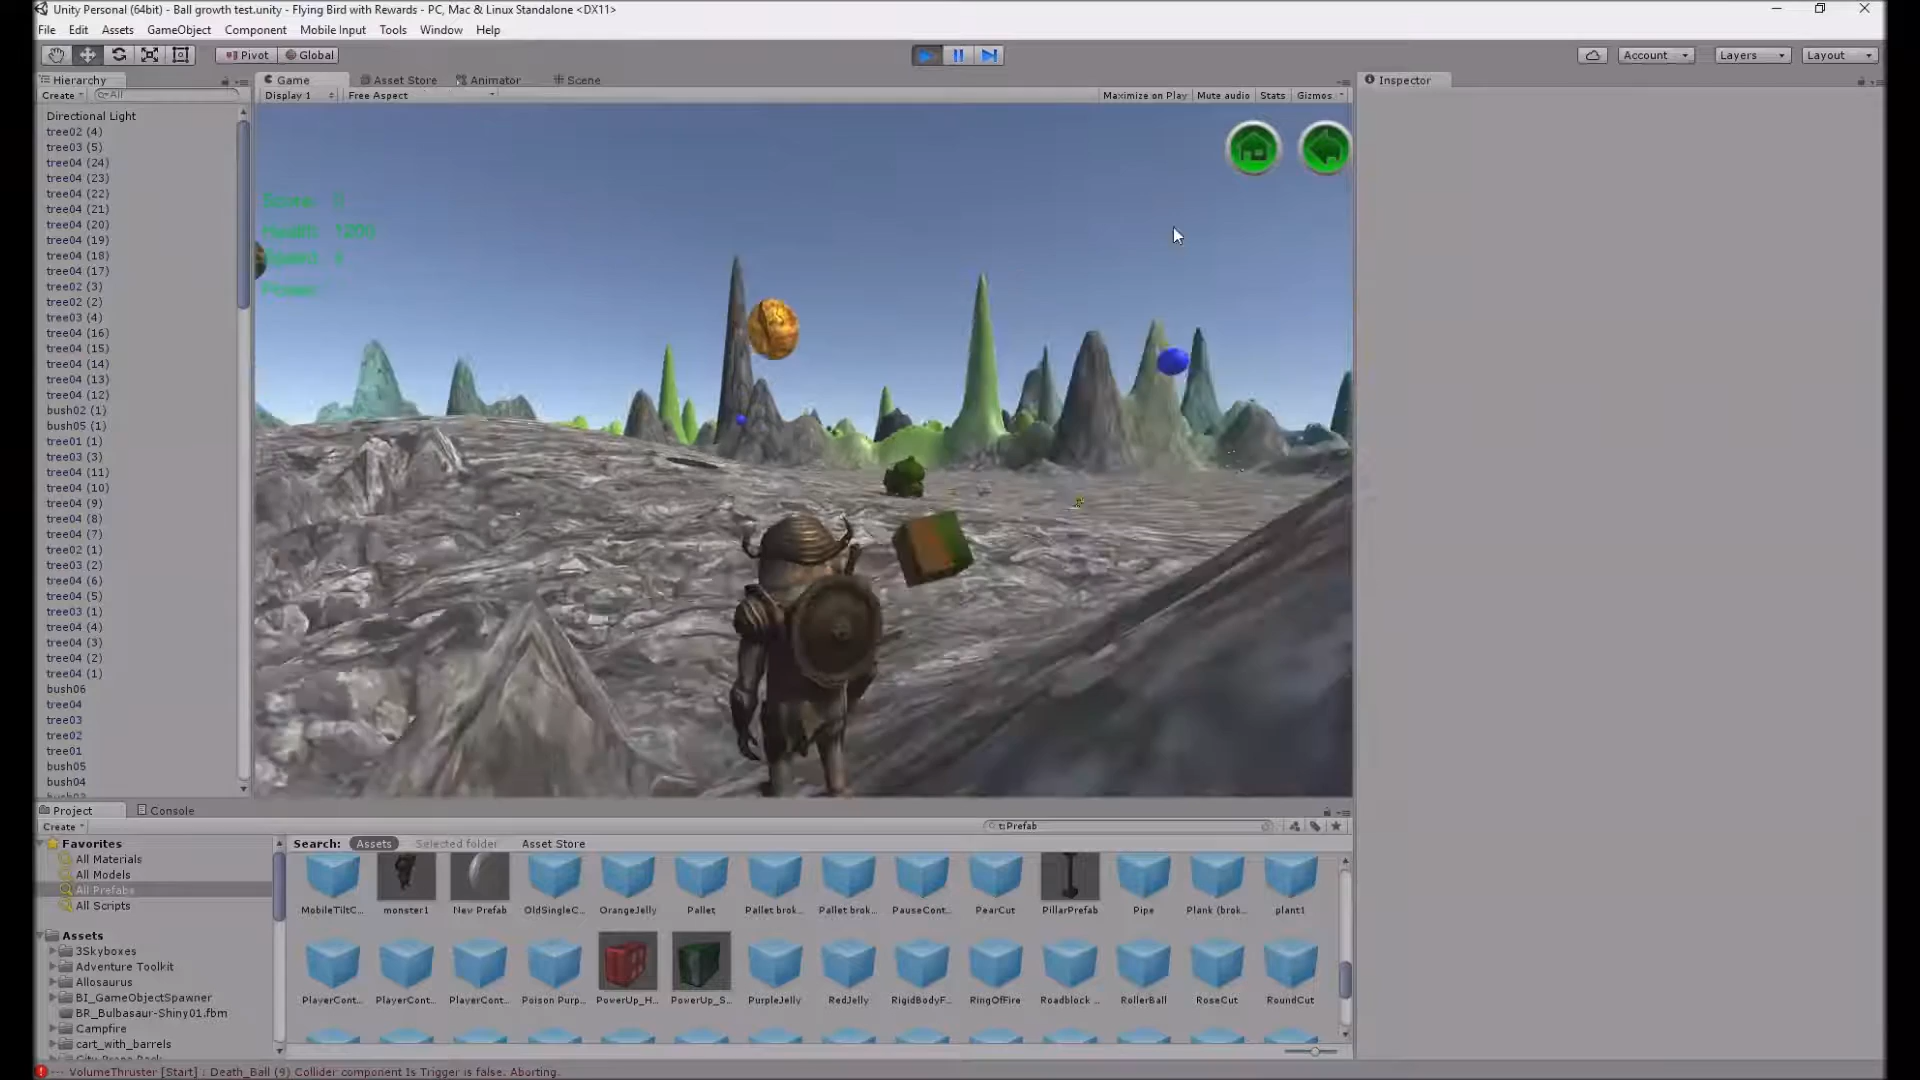 Unity Personal (64bit) - Ball growth test.unity - Flying Bird with Rewards - PC, Mac & Linux Standalone <DX11>
File Edit Assets GameObject Component Mobile Input Tools Window Help
Pivot Global Account Layers Layout
Hierarchy Game Asset Store Animator Scene Inspector
Create All Display 1 Free Aspect Maximize on Play Mute audio Stats Gizmos
Directional Light
tree02 (4)
tree03 (5)
tree04 (24)
tree04 (23)
tree04 (22)
tree04 (21)
tree04 (20)
tree04 (19)
tree04 (18)
tree04 (17)
tree02 (3)
tree02 (2)
tree03 (4)
tree04 (16)
tree04 (15)
tree04 (14)
tree04 (13)
tree04 (12)
bush02 (1)
bush05 (1)
tree01 (1)
tree03 (3)
tree04 (11)
tree04 (10)
tree04 (9)
tree04 (8)
tree04 (7)
tree02 (1)
tree03 (2)
tree04 (6)
tree04 (5)
tree03 (1)
tree04 (4)
tree04 (3)
tree04 (2)
tree04 (1)
bush06
tree04
tree03
tree02
tree01
bush05
bush04
Score:
Health: 1200
Speed:
Power:
Project Console
Create t:Prefab
Favorites
All Materials
All Models
All Prefabs
All Scripts
Assets
3Skyboxes
Adventure Toolkit
Allosaurus
BI_GameObjectSpawner
BR_Bulbasaur-Shiny01.fbm
Campfire
cart_with_barrels
Search: Assets Selected folder Asset Store
MobileTiltC... monster1 New Prefab OldSingleC... OrangeJelly Pallet Pallet brok... Pallet brok... PauseCont... PearCut PillarPrefab Pipe Plank (brok... plant1
PlayerCont... PlayerCont... PlayerCont... Poison Purp... PowerUp_H... PowerUp_S... PurpleJelly RedJelly RigidBodyF... RingOfFire Roadblock ... RollerBall RoseCut RoundCut
--- VolumeThruster [Start] : Death_Ball (9) Collider component Is Trigger is false. Aborting.